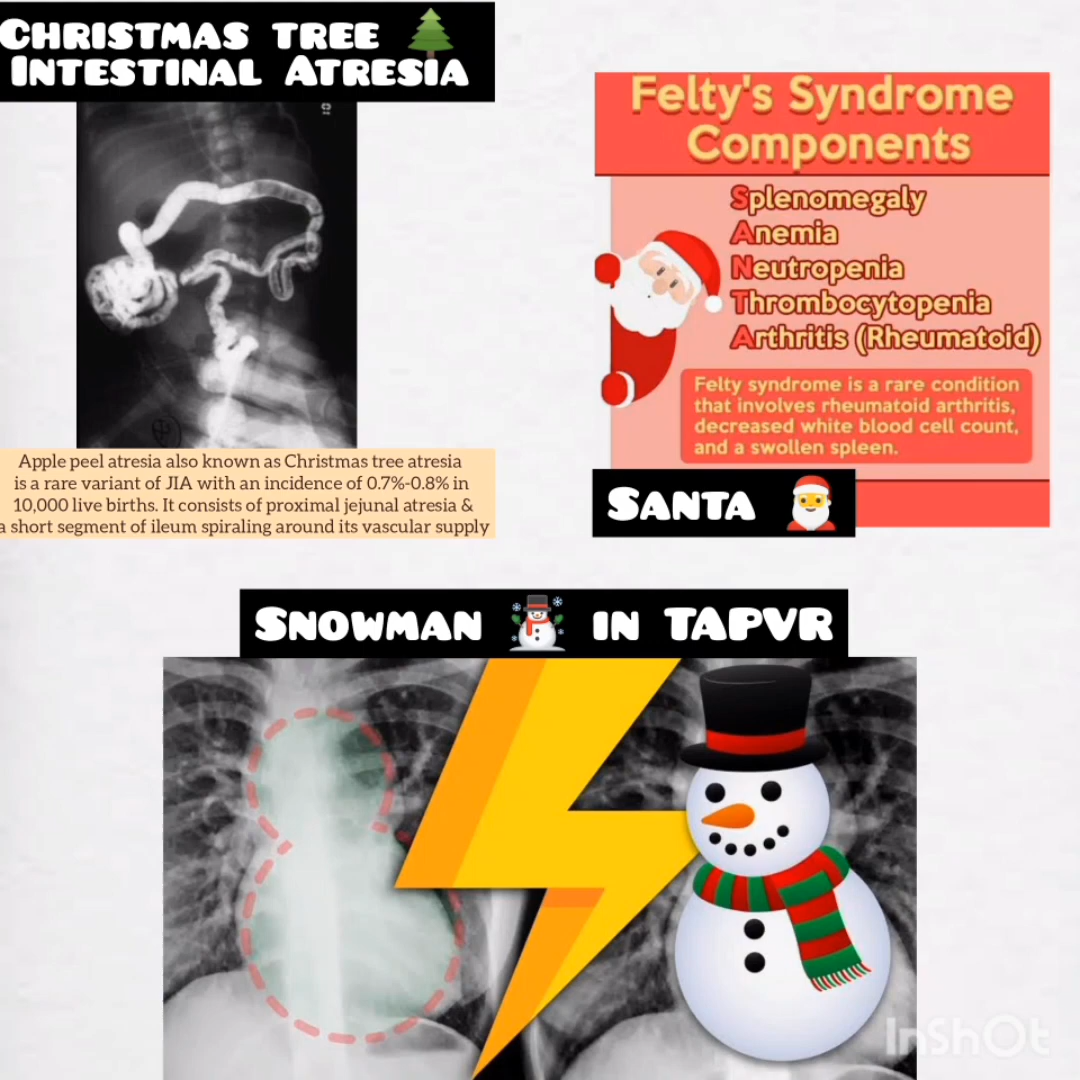 CHRISTMAS TREE 🎄
INTESTINAL ATRESIA
Apple peel atresia also known as Christmas tree atresia
is a rare variant of JIA with an incidence of 0.7%-0.8% in
10,000 live births. It consists of proximal jejunal atresia &
a short segment of ileum spiraling around its vascular supply
Felty's Syndrome
Components
Splenomegaly
Anemia
Neutropenia
Thrombocytopenia
Arthritis (Rheumatoid)
Felty syndrome is a rare condition
that involves rheumatoid arthritis,
decreased white blood cell count,
and a swollen spleen.
SANTA 🎅
SNOWMAN ☃️ IN TAPVR
InShOt